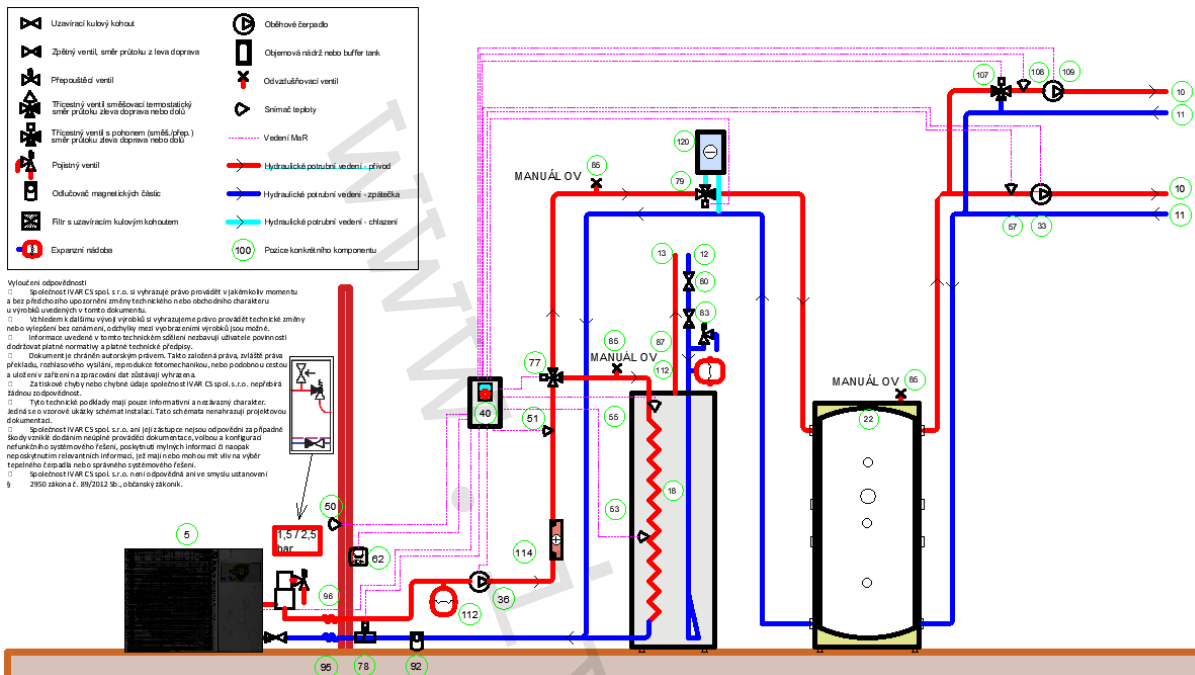 Uzavírací kulový kohout
Zpětný ventil, směr průtoku z leva doprava
Přepouštěcí ventil
Třícestný ventil směšovací termostatický
směr průtoku zleva doprava nebo dolů
Třícestný ventil s pohonem (směš./přep.)
směr průtoku zleva doprava nebo dolů
Pojistný ventil
Odlučovač magnetických částic
Filtr s uzavíracím kulovým kohoutem
Expanzní nádoba
Oběhové čerpadlo
Objemová nádrž nebo buffer tank
Odvzdušňovací ventil
Snímač teploty
Vedení MaR
Hydraulické potrubní vedení - přívod
Hydraulické potrubní vedení - zpátečka
Hydraulické potrubní vedení - chlazení
100 Pozice konkrétního komponentu
Vyloučení odpovědnosti
Společnost IVAR CS spol. s r.o. si vyhrazuje právo provádět v jakémkoliv momentu
a bez předchozího upozornění změny technického nebo obchodního charakteru
u výrobků uvedených v tomto dokumentu.
Vzhledem k dalšímu vývoji výrobků si vyhrazujeme právo provádět technické změny
nebo vylepšení bez oznámení, odchylky mezi vyobrazeními výrobků jsou možné.
Informace uvedené v tomto technickém sdělení nezbavují uživatele povinnosti
dodržovat platné normativy a platné technické předpisy.
Dokument je chráněn autorským právem. Takto založená práva, zvláště práva
překladu, rozhlasového vysílání, reprodukce fotomechanikou, nebo podobnou cestou
a uložení v zařízení na zpracování dat zůstávají vyhrazena.
Za tiskové chyby nebo chybné údaje společnost IVAR CS spol. s r.o. nepřebírá
žádnou zodpovědnost.
Tyto technické podklady mají pouze informativní a nezávazný charakter.
Jedná se o vzorové ukázky schémat instalací. Tato schémata nenahrazují projektovou
dokumentaci.
Společnost IVAR CS spol. s r.o. ani její zástupce nejsou odpovědni za případné
škody vzniklé dodáním neúplné prováděcí dokumentace, volbou a konfigurací
nefunkčního systémového řešení, poskytnutí mylných informací či naopak
neposkytnutím relevantních informací, jež mají nebo mohou mít vliv na výběr
tepelného čerpadla nebo správného systémového řešení.
Společnost IVAR CS spol. s r.o. není odpovědná ani ve smyslu ustanovení
§ 2950 zákona č. 89/2012 Sb., občanský zákoník.
107
108
109
10
11
120
85
MANUÁL OV
79
10
11
57
33
13
12
80
83
87
85
MANUÁL OV
112
77
40
51
55
MANUÁL OV
85
22
18
53
50
5
1,5 / 2,5
bar
62
114
96
36
112
95
78
92
www.i